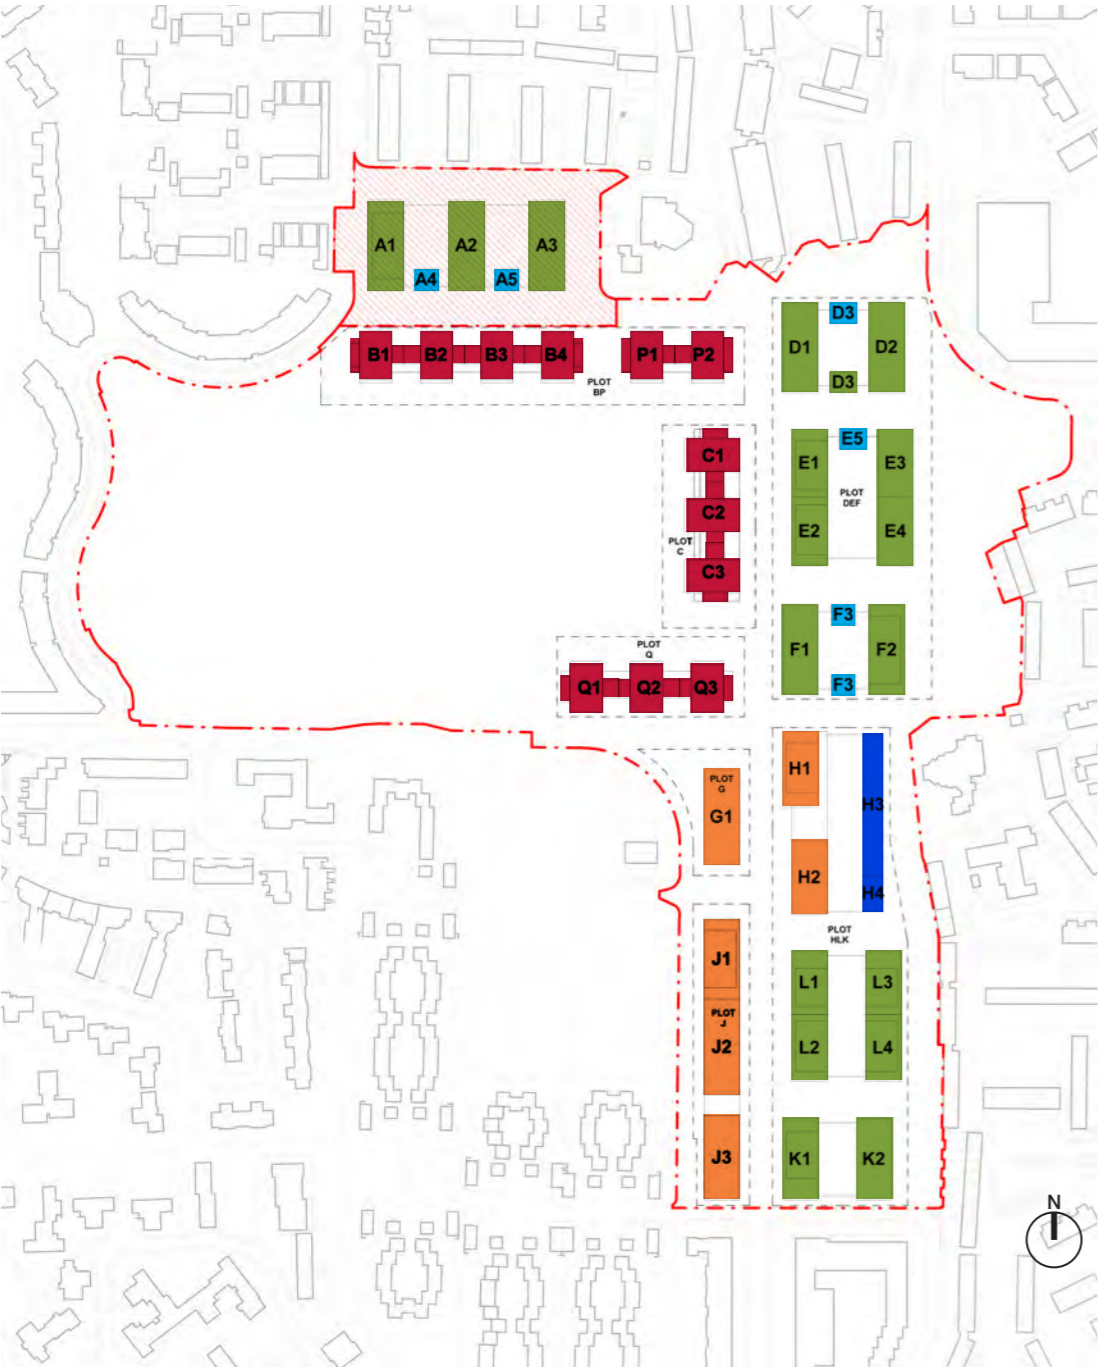 A1
A2
A3
A4
A5
B1
B2
B3
B4
P1
P2
PLOT
BP
D3
D1
D2
D3
C1
C2
PLOT
C
C3
E5
E1
E3
PLOT
DEF
E2
E4
F3
F1
F2
F3
PLOT
Q
Q1
Q2
Q3
PLOT
G
G1
H1
H3
H2
H4
PLOT
HLK
J1
PLOT
J
J2
J3
L1
L3
L2
L4
K1
K2
N